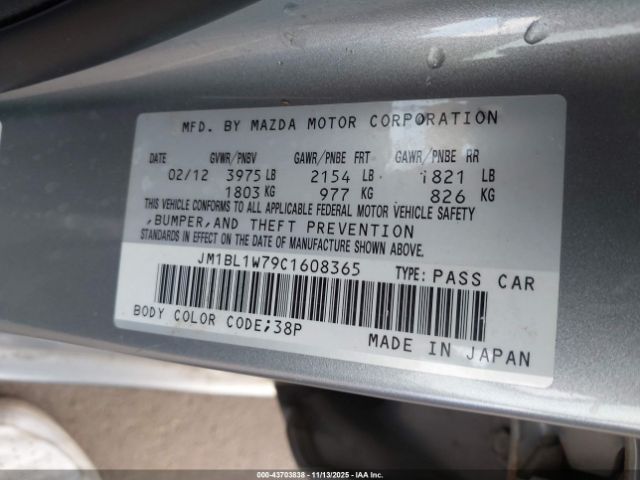 MFD. BY MAZDA MOTOR CORPORATION
DATE GVWR/PNBV GAWR/PNBE FRT GAWR/PNBE RR
02/12 3975 LB 2154 LB 1821 LB
1803 KG 977 KG 826 KG
THIS VEHICLE CONFORMS TO ALL APPLICABLE FEDERAL MOTOR VEHICLE SAFETY
,BUMPER,AND THEFT PREVENTION
STANDARDS IN EFFECT ON THE DATE OF MANUFACTURE SHOWN ABOVE.
JM1BL1W79C1608365 TYPE: PASS CAR
BODY COLOR CODE;38P
MADE IN JAPAN
000-43703838 - 11/13/2025 - IAA Inc.